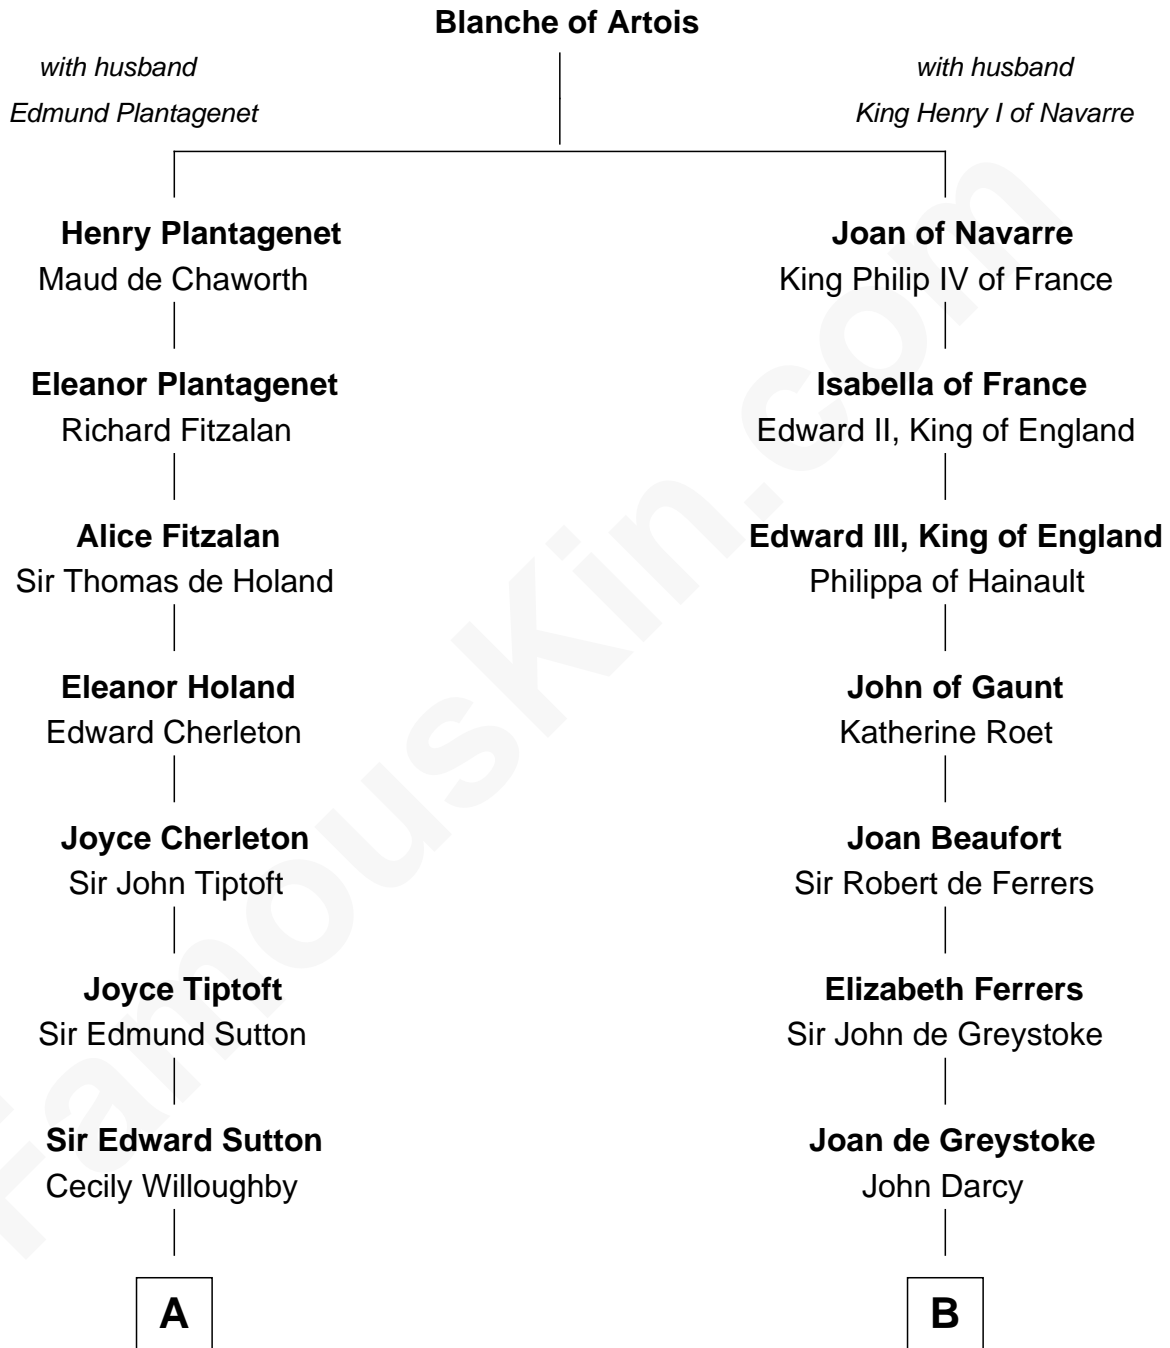 Blanche of Artois
with husband
Edmund Plantagenet
with husband
King Henry I of Navarre
Henry Plantagenet
Maud de Chaworth
Eleanor Plantagenet
Richard Fitzalan
Alice Fitzalan
Sir Thomas de Holand
Eleanor Holand
Edward Cherleton
Joyce Cherleton
Sir John Tiptoft
Joyce Tiptoft
Sir Edmund Sutton
Sir Edward Sutton
Cecily Willoughby
A
Joan of Navarre
King Philip IV of France
Isabella of France
Edward II, King of England
Edward III, King of England
Philippa of Hainault
John of Gaunt
Katherine Roet
Joan Beaufort
Sir Robert de Ferrers
Elizabeth Ferrers
Sir John de Greystoke
Joan de Greystoke
John Darcy
B
FamousKin.com